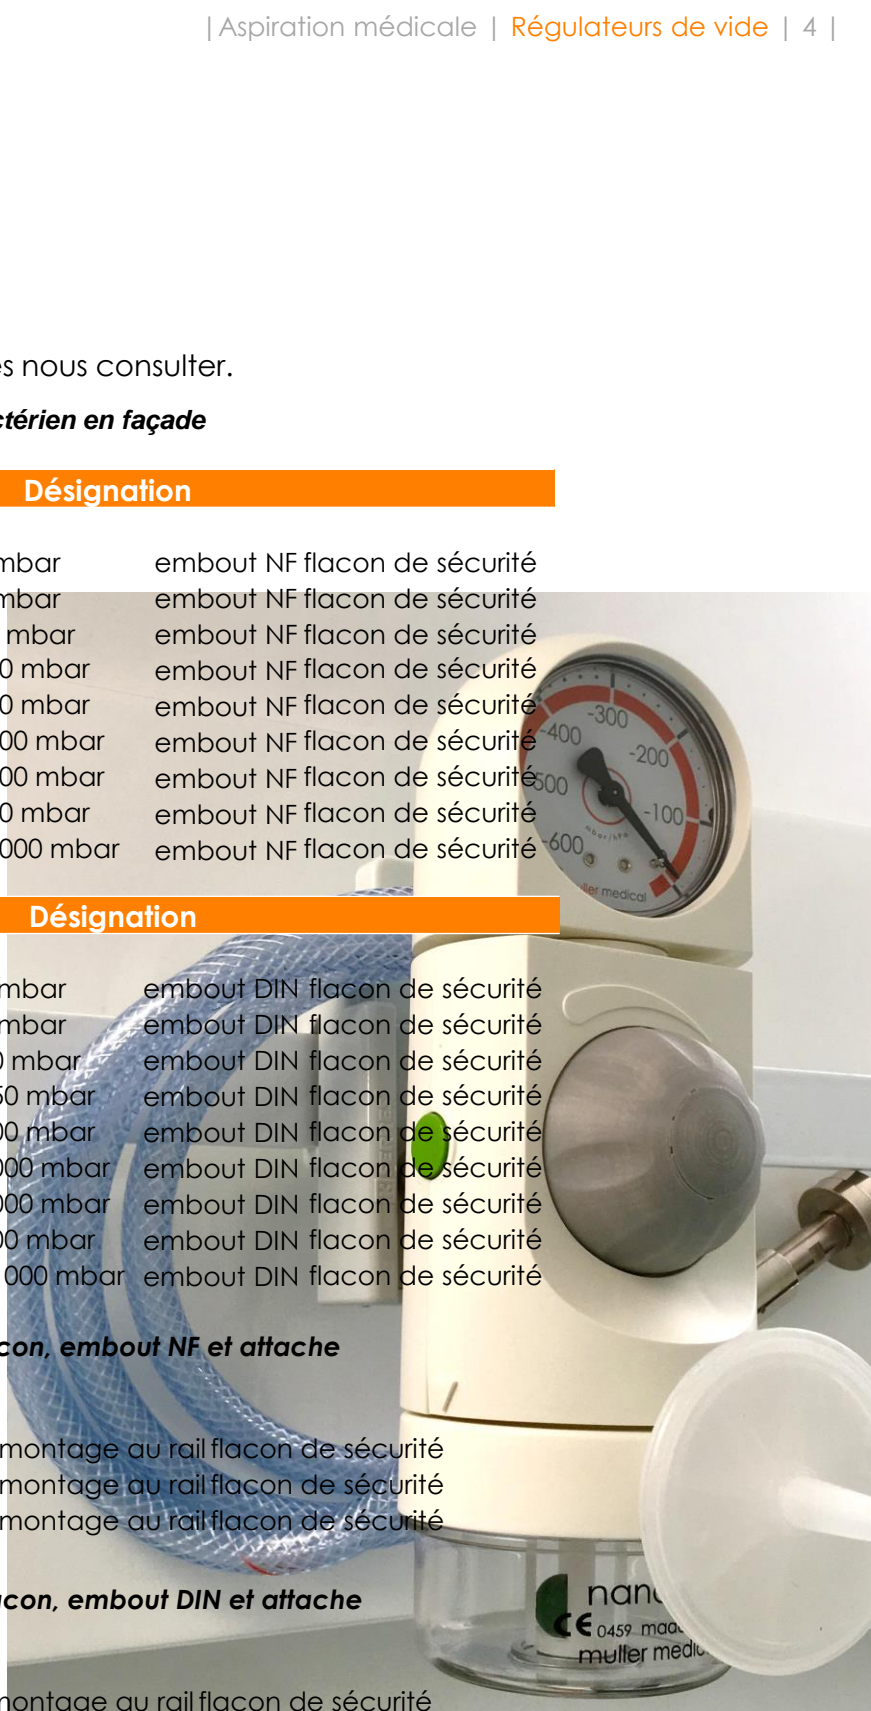 | Aspiration médicale | Régulateurs de vide | 4 |
nous consulter.
en façade
Désignation
mbar embout NF flacon de sécurité
mbar embout NF flacon de sécurité
mbar embout NF flacon de sécurité
0 mbar embout NF flacon de sécurité
0 mbar embout NF flacon de sécurité
00 mbar embout NF flacon de sécurité
00 mbar embout NF flacon de sécurité
0 mbar embout NF flacon de sécurité
000 mbar embout NF flacon de sécurité
-300
-400
-200
500
-100
-600
mbar/hPa
muller medical
Désignation
mbar embout DIN flacon de sécurité
mbar embout DIN flacon de sécurité
0 mbar embout DIN flacon de sécurité
50 mbar embout DIN flacon de sécurité
00 mbar embout DIN flacon de sécurité
000 mbar embout DIN flacon de sécurité
000 mbar embout DIN flacon de sécurité
00 mbar embout DIN flacon de sécurité
000 mbar embout DIN flacon de sécurité
embout NF et attache
montage au rail flacon de sécurité
montage au rail flacon de sécurité
montage au rail flacon de sécurité
embout DIN et attache
CE 0459
muller
montage au rail flacon de sécurité